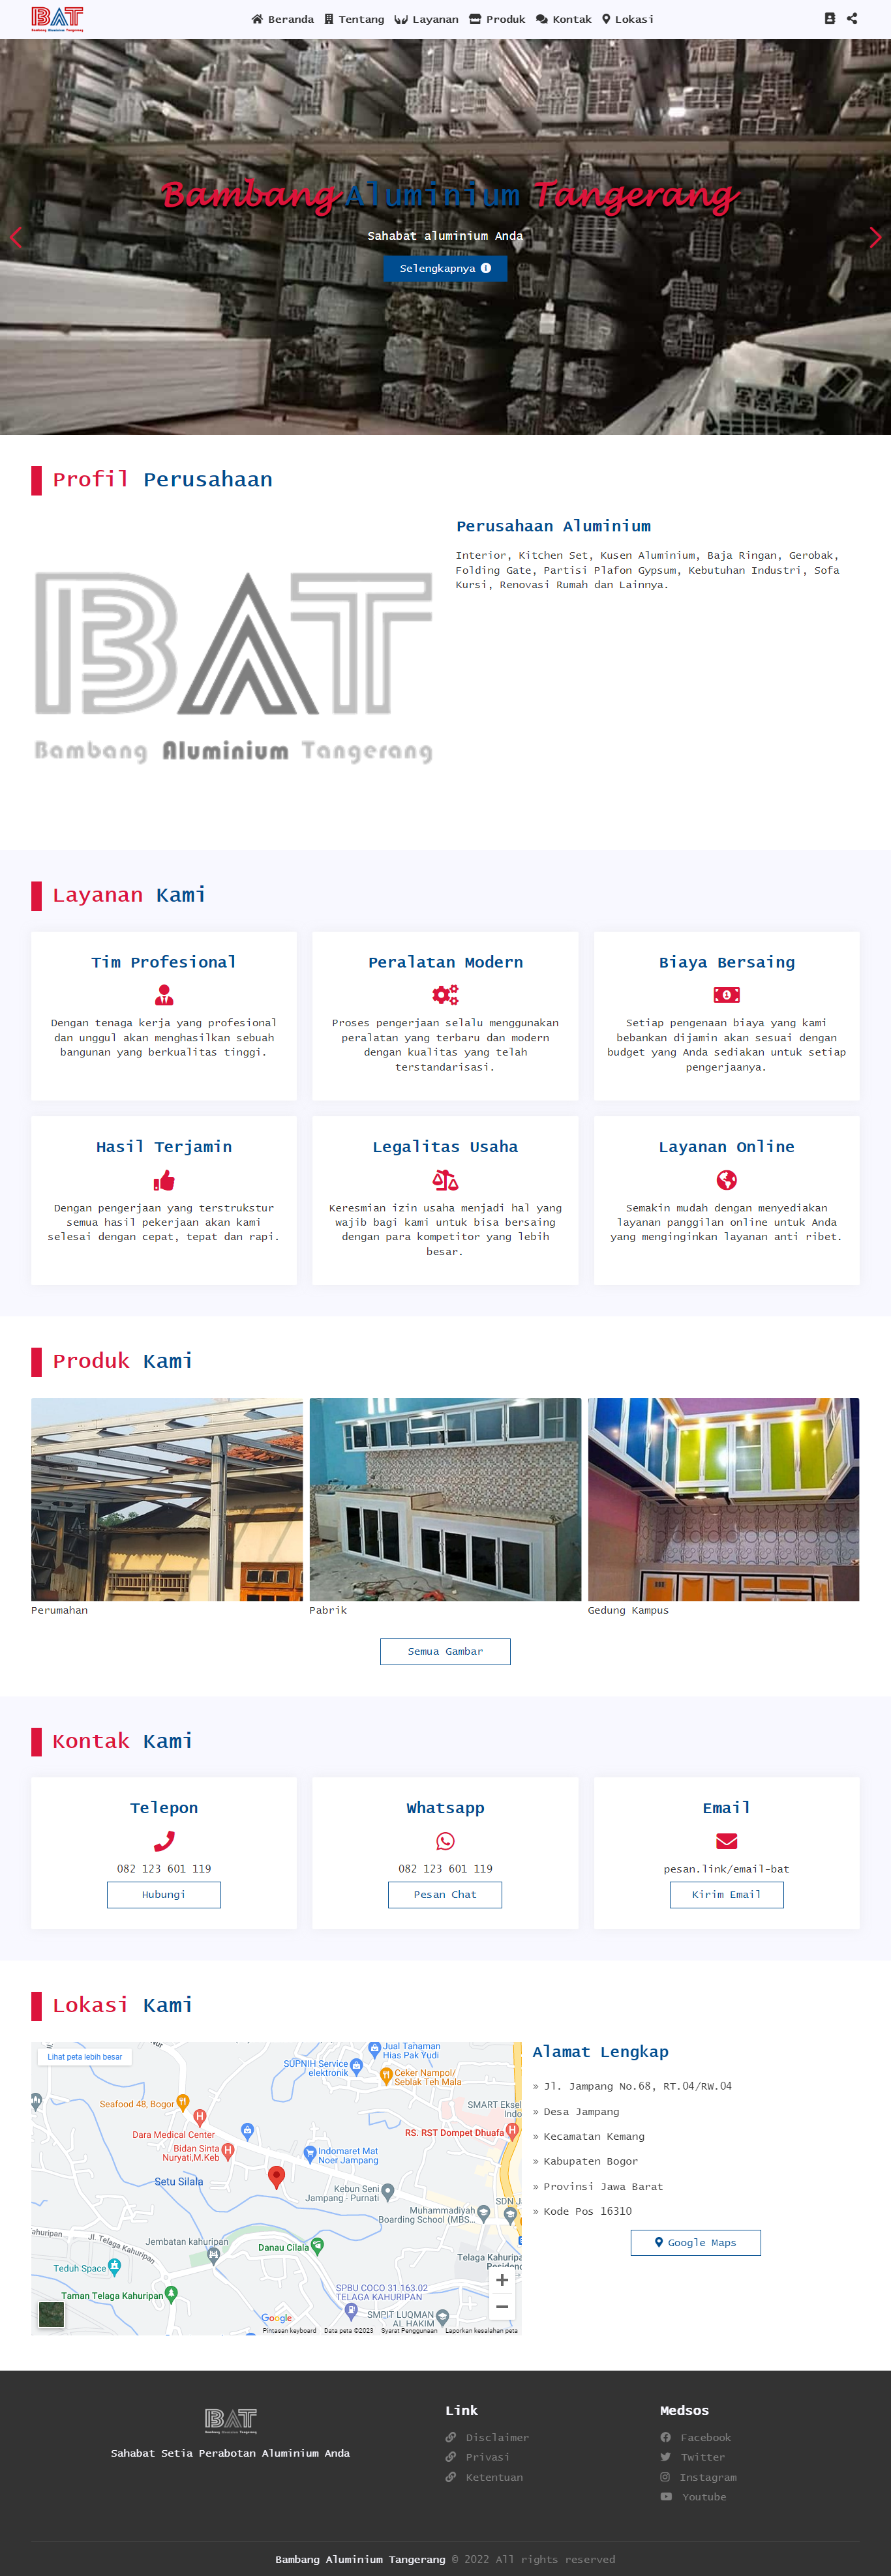 BAT
Bambang Aluminium Tangerang
Beranda Tentang Layanan Produk Kontak Lokasi
Bambang Aluminium Tangerang
Sahabat aluminium Anda
Selengkapnya
Profil Perusahaan
BAT
Bambang Aluminium Tangerang
Perusahaan Aluminium
Interior, Kitchen Set, Kusen Aluminium, Baja Ringan, Gerobak,
Folding Gate, Partisi Plafon Gypsum, Kebutuhan Industri, Sofa
Kursi, Renovasi Rumah dan Lainnya.
Layanan Kami
Tim Profesional
Dengan tenaga kerja yang profesional
dan unggul akan menghasilkan sebuah
bangunan yang berkualitas tinggi.
Peralatan Modern
Proses pengerjaan selalu menggunakan
peralatan yang terbaru dan modern
dengan kualitas yang telah
terstandarisasi.
Biaya Bersaing
Setiap pengenaan biaya yang kami
bebankan dijamin akan sesuai dengan
budget yang Anda sediakan untuk setiap
pengerjaanya.
Hasil Terjamin
Dengan pengerjaan yang terstrukstur
semua hasil pekerjaan akan kami
selesai dengan cepat, tepat dan rapi.
Legalitas Usaha
Keresmian izin usaha menjadi hal yang
wajib bagi kami untuk bisa bersaing
dengan para kompetitor yang lebih
besar.
Layanan Online
Semakin mudah dengan menyediakan
layanan panggilan online untuk Anda
yang menginginkan layanan anti ribet.
Produk Kami
Perumahan
Pabrik
Gedung Kampus
Semua Gambar
Kontak Kami
Telepon
082 123 601 119
Hubungi
Whatsapp
082 123 601 119
Pesan Chat
Email
pesan.link/email-bat
Kirim Email
Lokasi Kami
Lihat peta lebih besar
Jual Tanaman
Hias Pak Yudi
SUPNIH Service
elektronik
Ceker Nampol/
Seblak Teh Mala
Seafood 48, Bogor
SMART Eksel
Indo
Dara Medical Center
RS. RST Dompet Dhuafa
Bidan Sinta
Nuryati,M.Keb
Indomaret Mat
Noer Jampang
Setu Silala
Kebun Seni
Jampang - Purnati
SDN J
Muhammadiyah
Boarding School (MBS...
Kahuripan
Jl. Telaga Kahuripan
Jembatan kahuripan
Danau Cilala
Teduh Space
Telaga Kahuripa
Residen
Taman Telaga Kahuripan
SPBU COCO 31.163.02
TELAGA KAHURIPAN
SMPIT LUQMAN
AL HAKIM
Google
Pintasan keyboard Data peta ©2023 Syarat Penggunaan Laporkan kesalahan peta
Alamat Lengkap
» Jl. Jampang No.68, RT.04/RW.04
» Desa Jampang
» Kecamatan Kemang
» Kabupaten Bogor
» Provinsi Jawa Barat
» Kode Pos 16310
Google Maps
BAT
Bambang Aluminium Tangerang
Sahabat Setia Perabotan Aluminium Anda
Link
Disclaimer
Privasi
Ketentuan
Medsos
Facebook
Twitter
Instagram
Youtube
Bambang Aluminium Tangerang © 2022 All rights reserved